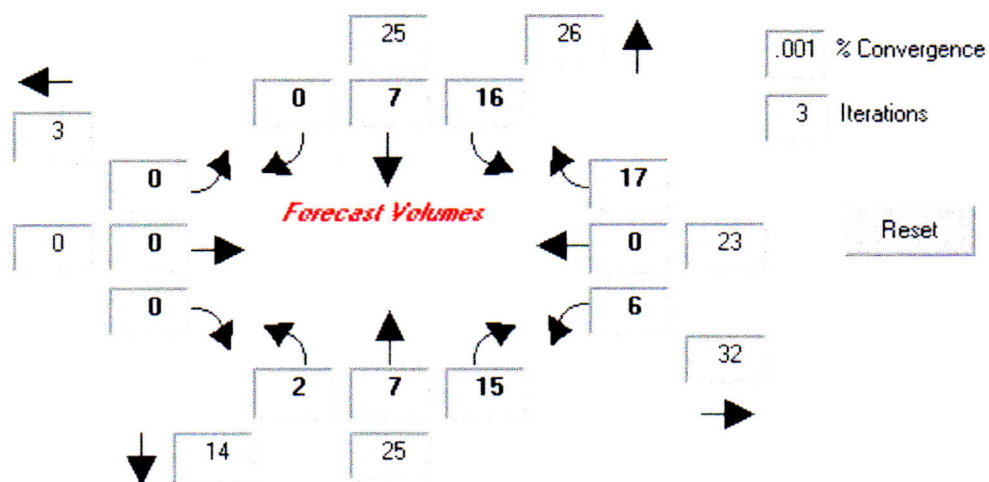 25 26
.001 % Convergence
0 7 16
3
3 Iterations
0
17
Forecast Volumes
0 0
0 23
Reset
0
6
32
2 7 15
14 25